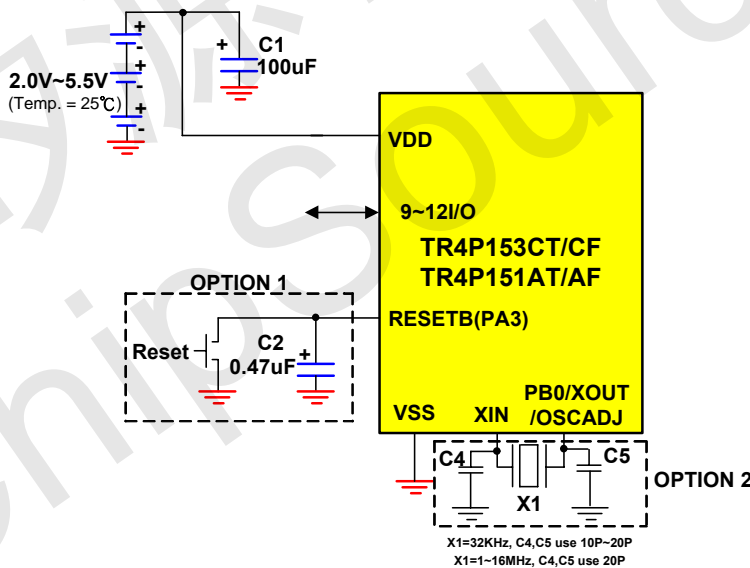 +
-
+
-
+
-
2.0V~5.5V
(Temp. = 25℃)
+
C1
100uF
VDD
9~12I/O
TR4P153CT/CF
TR4P151AT/AF
OPTION 1
RESETB(PA3)
Reset
C2
0.47uF
+
PB0/XOUT
/OSCADJ
VSS
XIN
C4
X1
C5
OPTION 2
X1=32KHz, C4,C5 use 10P~20P
X1=1~16MHz, C4,C5 use 20P